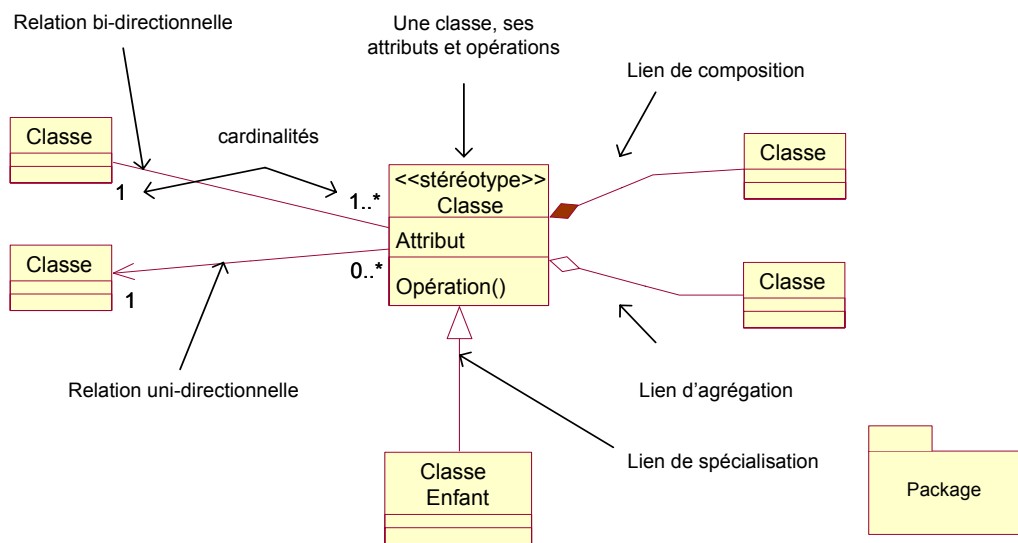 Relation bi-directionnelle
Une classe, ses
attributs et opérations
Lien de composition
Classe
cardinalités
Classe
<<stéréotype>>
Classe
1
1..*
Attribut
Classe
0..*
Opération()
Classe
1
Relation uni-directionnelle
Lien d’agrégation
Lien de spécialisation
Classe
Enfant
Package